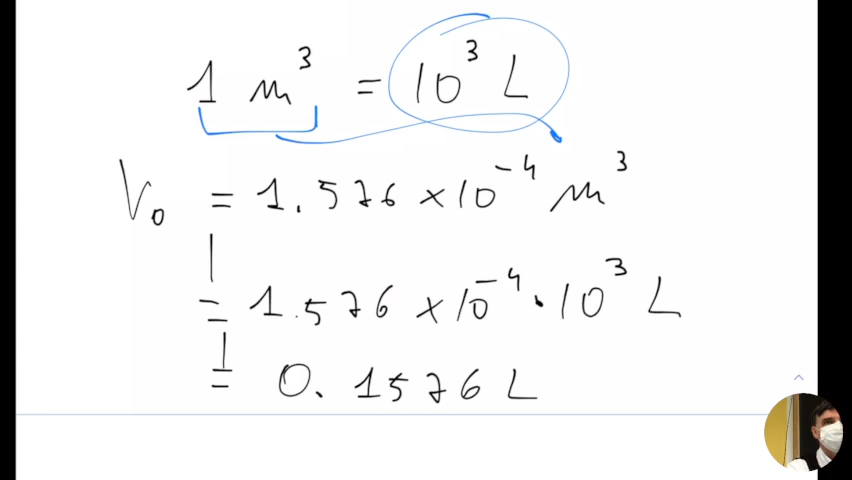 1 m³ = 10³ L
V₀ = 1.576 × 10⁻⁴ m³
= 1.576 × 10⁻⁴ · 10³ L
= 0.1576 L